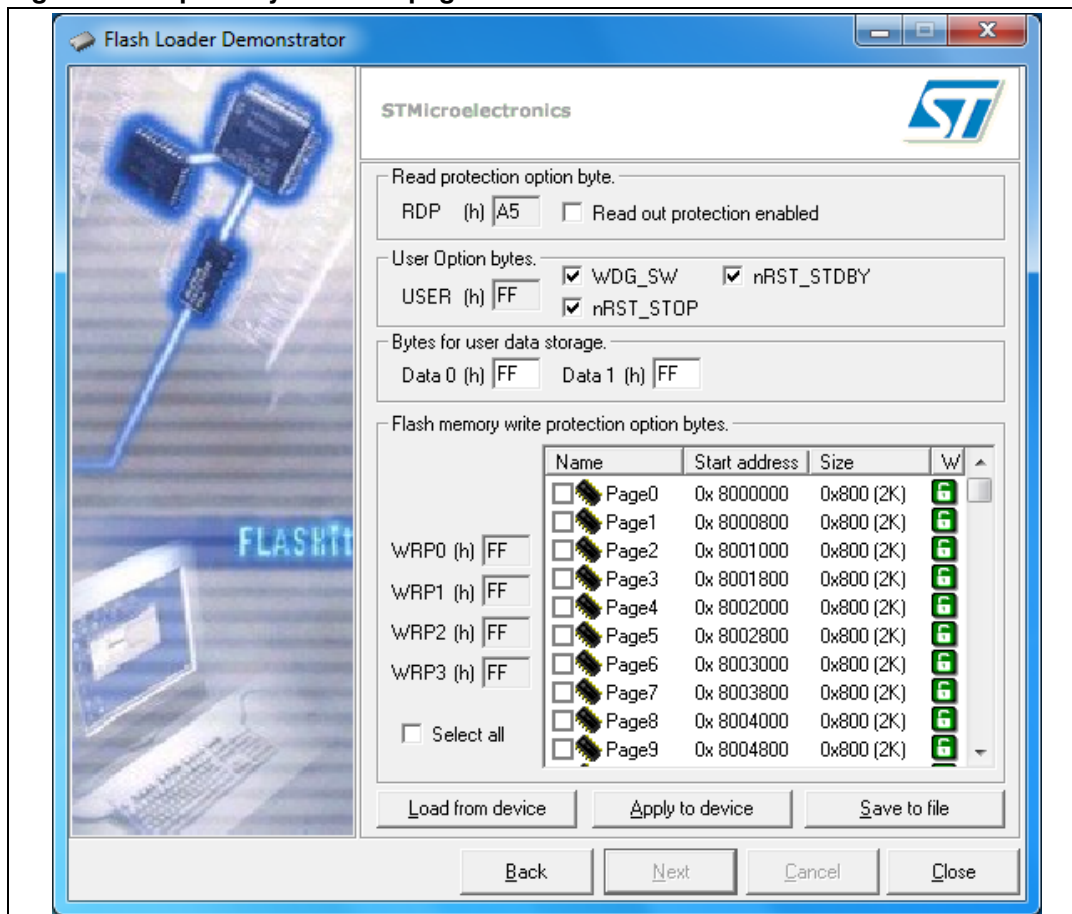 Flash Loader Demonstrator
STMicroelectronics
ST
Read protection option byte.
RDP (h) A5 Read out protection enabled
User Option bytes.
USER (h) FF WDG_SW nRST_STDBY
nRST_STOP
Bytes for user data storage.
Data 0 (h) FF Data 1 (h) FF
Flash memory write protection option bytes.
Name Start address Size W
Page0 0x 8000000 0x800 (2K)
Page1 0x 8000800 0x800 (2K)
Page2 0x 8001000 0x800 (2K)
Page3 0x 8001800 0x800 (2K)
Page4 0x 8002000 0x800 (2K)
Page5 0x 8002800 0x800 (2K)
Page6 0x 8003000 0x800 (2K)
Page7 0x 8003800 0x800 (2K)
Page8 0x 8004000 0x800 (2K)
Page9 0x 8004800 0x800 (2K)
WRP0 (h) FF
WRP1 (h) FF
WRP2 (h) FF
WRP3 (h) FF
Select all
FLASHit
Load from device Apply to device Save to file
Back Next Cancel Close